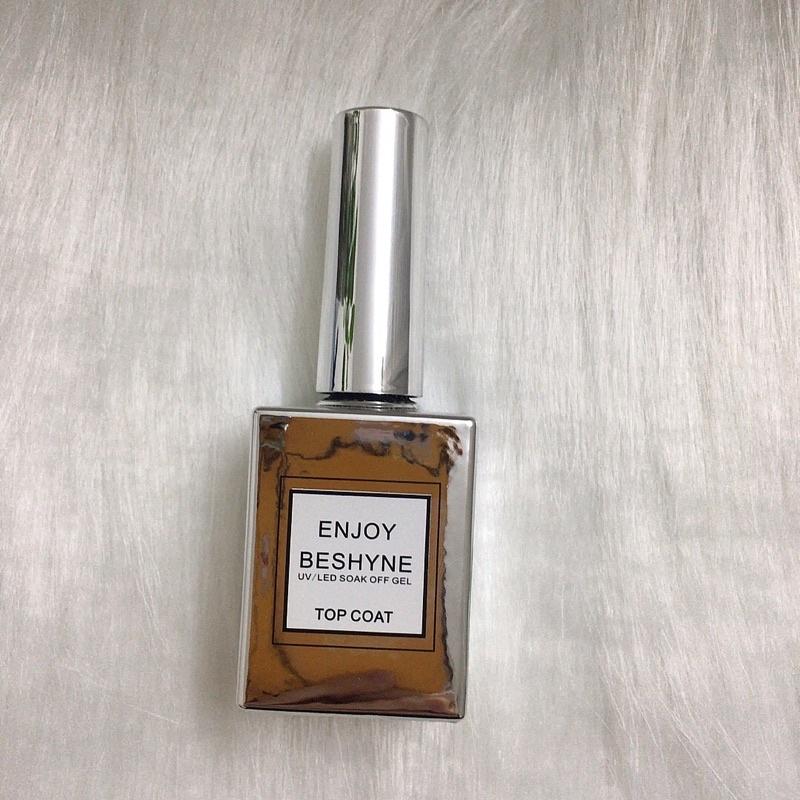 ENJOY
BESHYNE
UV/LED SOAK OFF GEL
TOP COAT